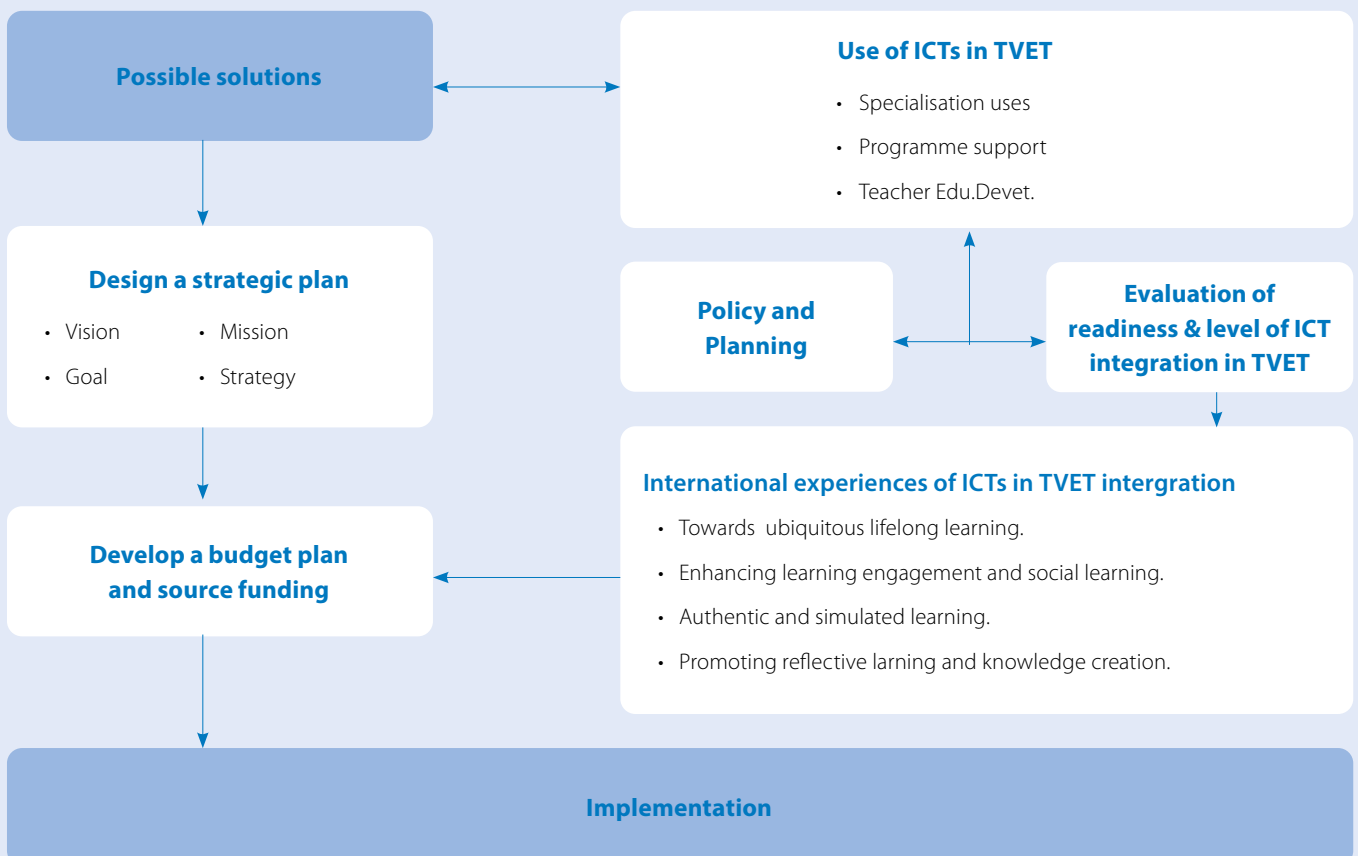 Possible solutions
Use of ICTs in TVET
• Specialisation uses
• Programme support
• Teacher Edu.Devet.
Design a strategic plan
• Vision
• Mission
• Goal
• Strategy
Policy and
Planning
Evaluation of
readiness & level of ICT
integration in TVET
International experiences of ICTs in TVET intergration
• Towards ubiquitous lifelong learning.
• Enhancing learning engagement and social learning.
• Authentic and simulated learning.
• Promoting reflective larning and knowledge creation.
Develop a budget plan
and source funding
Implementation